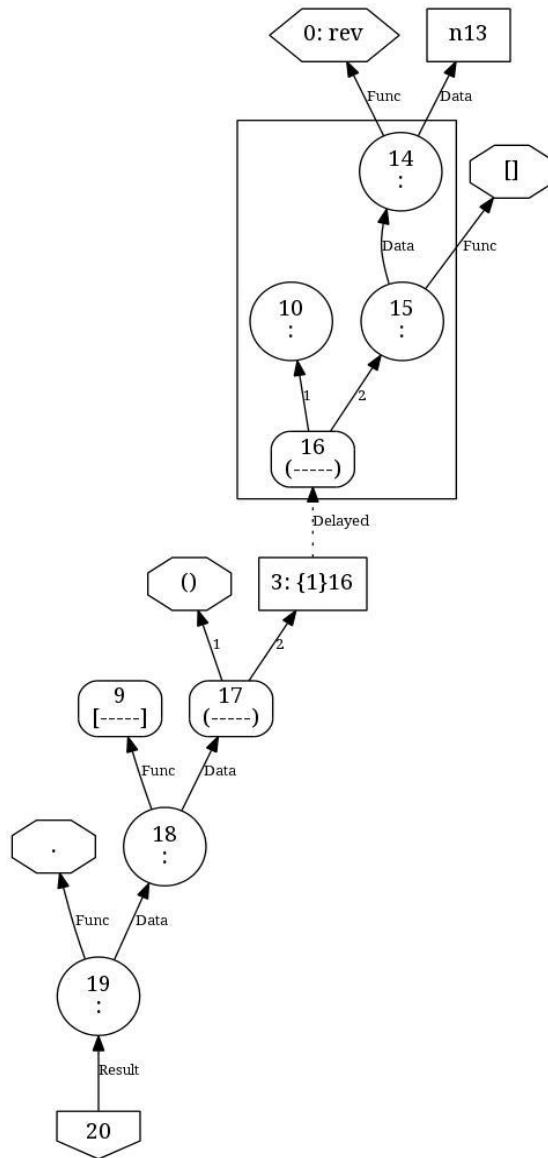 0: rev
n13
Func
Data
14
:
[]
Data
Func
10
:
15
:
1
2
16
(-----)
Delayed
()
3: {1}16
1
2
9
[-----]
17
(-----)
Func
Data
.
18
:
Func
Data
19
:
Result
20